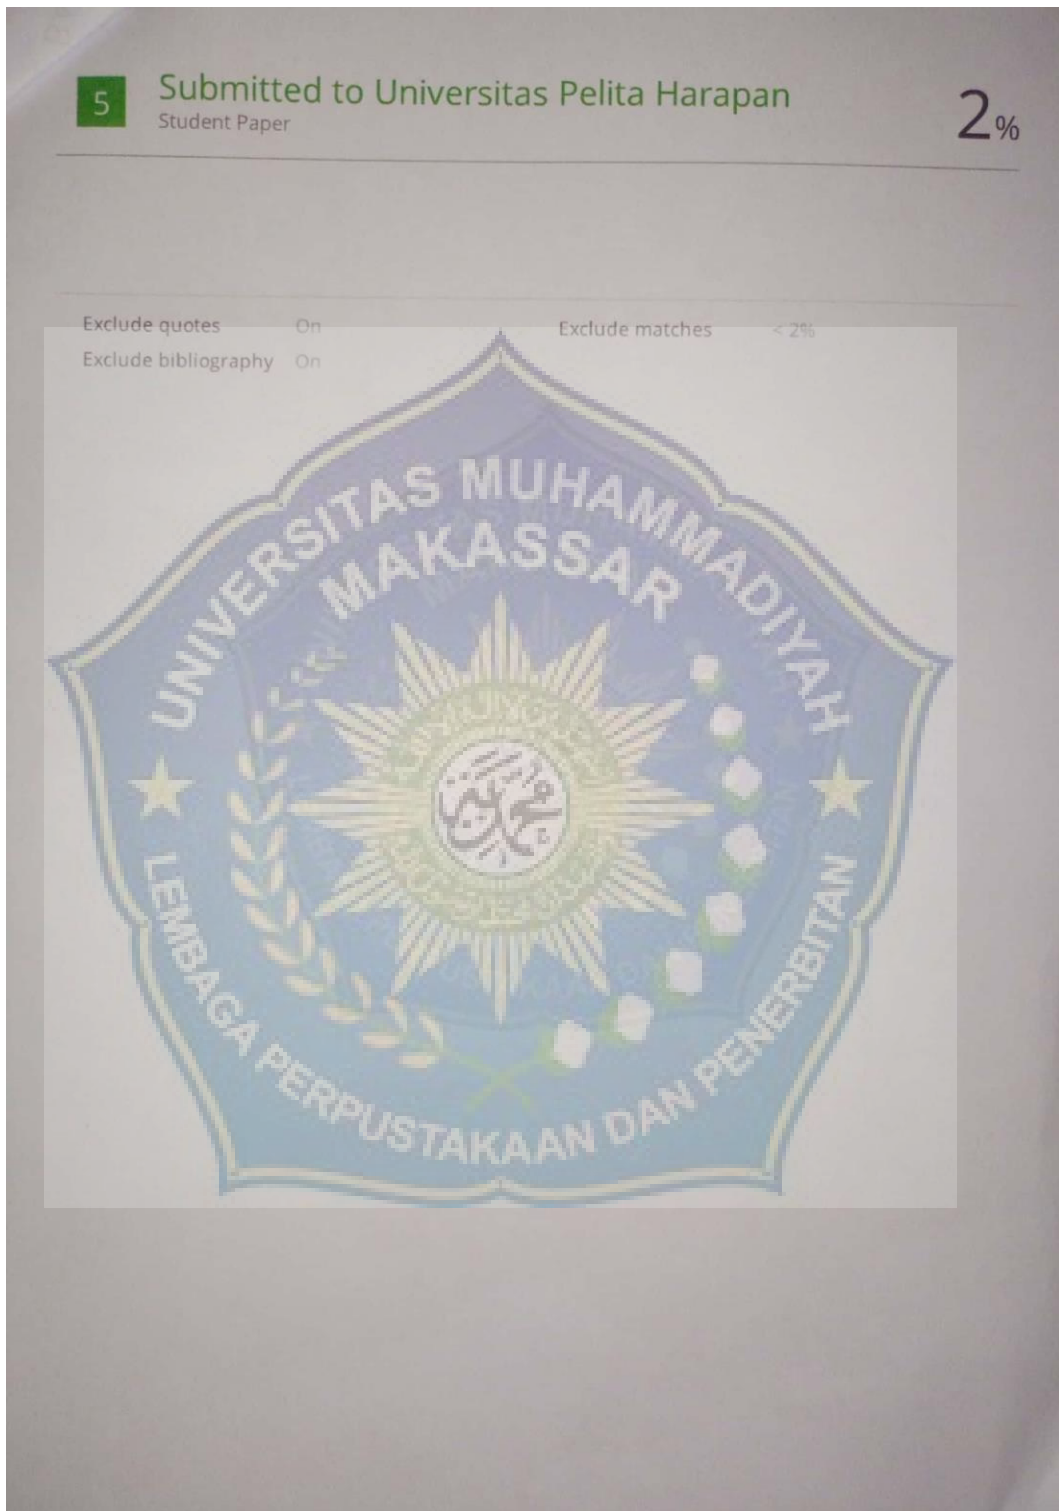 5 Submitted to Universitas Pelita Harapan 2%
Student Paper
Exclude quotes On Exclude matches < 2%
Exclude bibliography On
UNIVERSITAS MUHAMMADIYAH
MAKASSAR
LEMBAGA PERPUSTAKAAN DAN PENERBITAN